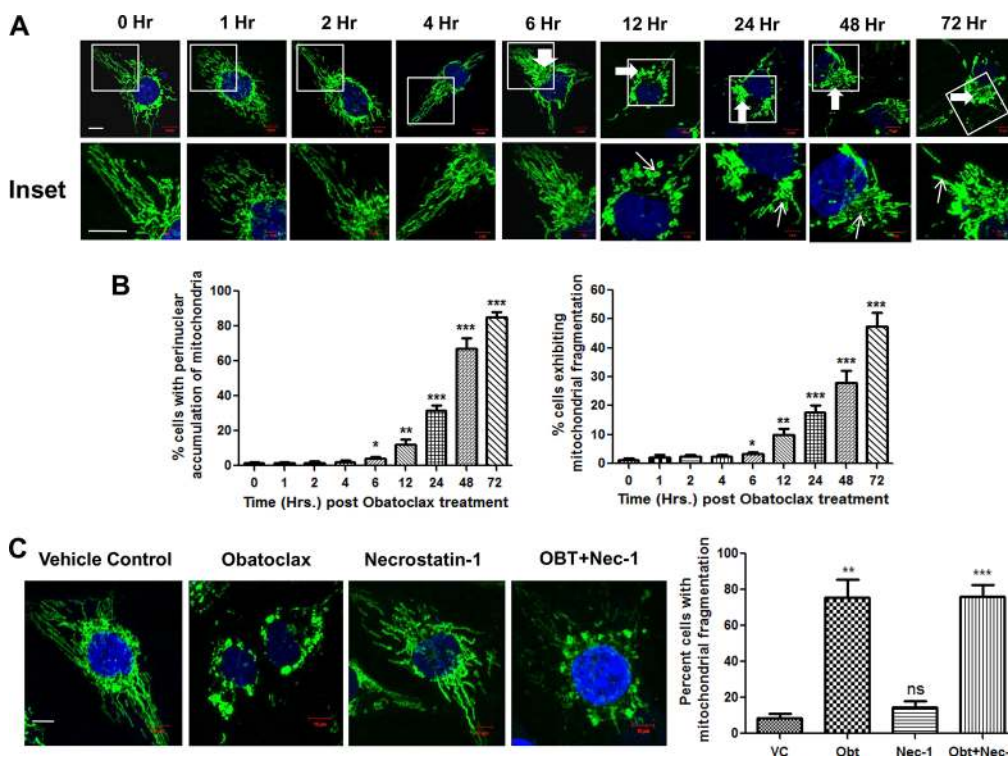 A
0 Hr 1 Hr 2 Hr 4 Hr 6 Hr 12 Hr 24 Hr 48 Hr 72 Hr
Inset
B
% cells with perinuclear
accumulation of mitochondria
100
80
60
40
20
0
* ** *** *** ***
0 1 2 4 6 12 24 48 72
Time (Hrs.) post Obatoclax treatment
% cells exhibiting
mitochondrial fragmentation
60
50
40
30
20
10
0
* ** *** *** ***
0 1 2 4 6 12 24 48 72
Time (Hrs.) post Obatoclax treatment
C
Vehicle Control Obatoclax Necrostatin-1 OBT+Nec-1
Percent cells with
mitochondrial fragmentation
100
80
60
40
20
0
** ns ***
VC Obt Nec-1 Obt+Nec-